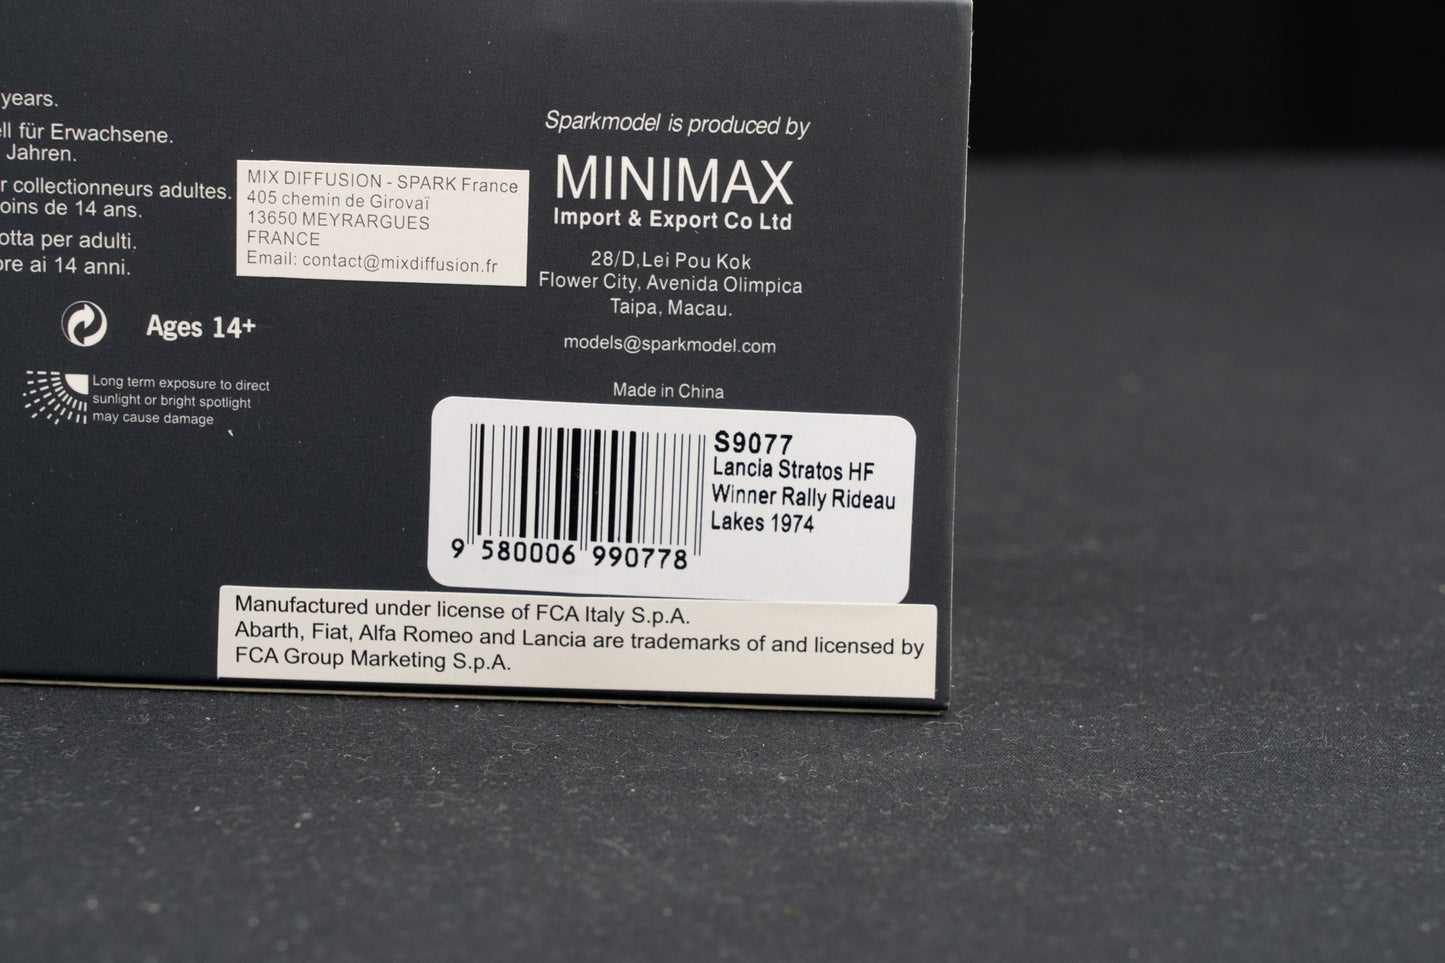 years.
ll für Erwachsene.
Jahren.
r collectionneurs adultes.
oins de 14 ans.
otta per adulti.
ore ai 14 anni.
Ages 14+
Long term exposure to direct
sunlight or bright spotlight
may cause damage
MIX DIFFUSION - SPARK France
405 chemin de Girovaï
13650 MEYRARGUES
FRANCE
Email: contact@mixdiffusion.fr
Sparkmodel is produced by
MINIMAX
Import & Export Co Ltd
28/D,Lei Pou Kok
Flower City, Avenida Olimpica
Taipa, Macau.
models@sparkmodel.com
Made in China
S9077
Lancia Stratos HF
Winner Rally Rideau
Lakes 1974
9 580006 990778
Manufactured under license of FCA Italy S.p.A.
Abarth, Fiat, Alfa Romeo and Lancia are trademarks of and licensed by
FCA Group Marketing S.p.A.